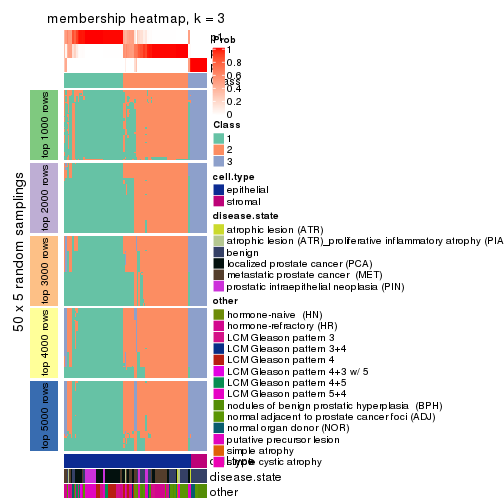 membership heatmap, k = 3
p1
Prob
1
0.8
0.6
0.4
0.2
0
Class
1
2
3
cell.type
epithelial
stromal
disease.state
atrophic lesion (ATR)
atrophic lesion (ATR)_proliferative inflammatory atrophy (PIA
benign
localized prostate cancer (PCA)
metastatic prostate cancer (MET)
prostatic intraepithelial neoplasia (PIN)
other
hormone-naive (HN)
hormone-refractory (HR)
LCM Gleason pattern 3
LCM Gleason pattern 3+4
LCM Gleason pattern 4
LCM Gleason pattern 4+3 w/ 5
LCM Gleason pattern 4+5
LCM Gleason pattern 5+4
nodules of benign prostatic hyperplasia (BPH)
normal adjacent to prostate cancer foci (ADJ)
normal organ donor (NOR)
putative precursor lesion
simple atrophy
simple cystic atrophy
disease.state
other
50 x 5 random samplings
top 1000 rows
top 2000 rows
top 3000 rows
top 4000 rows
top 5000 rows